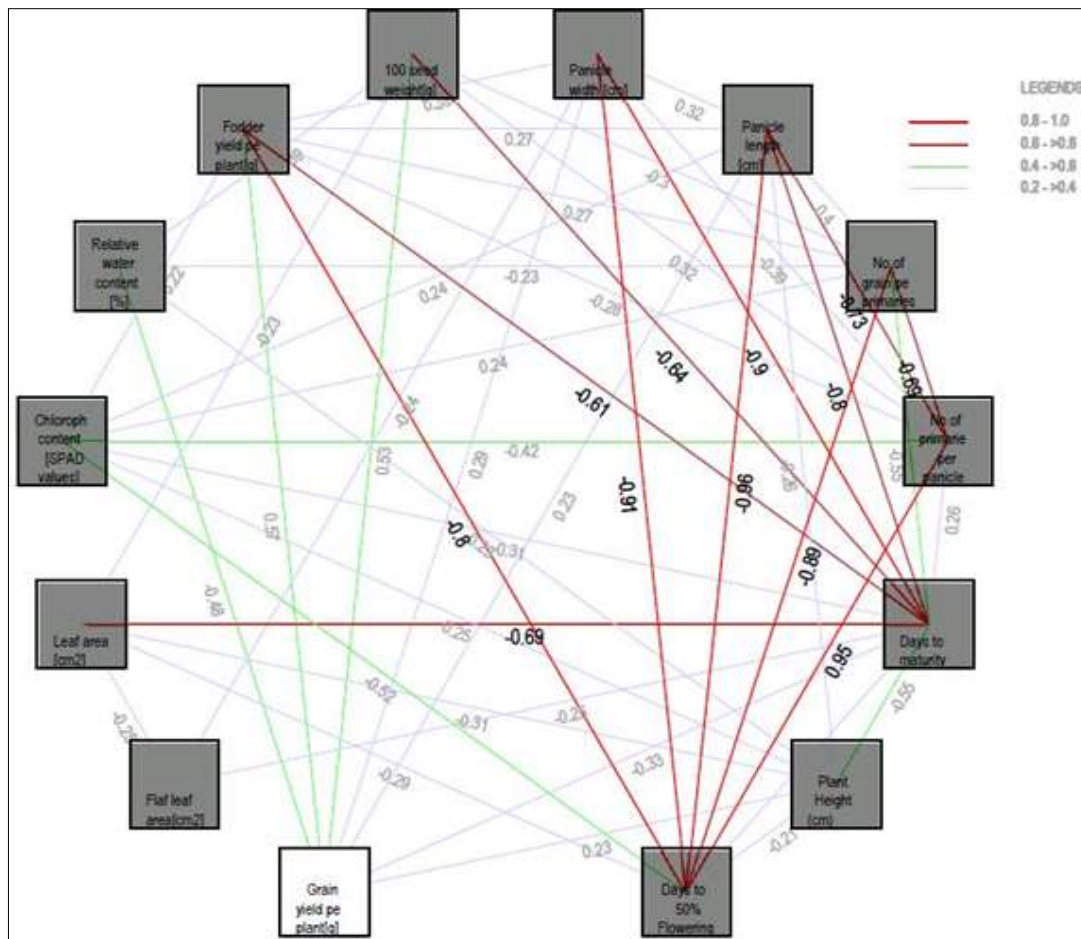 100 seed
weight[g]
Panicle
width [cm]
LEGENDS
Fodder
yield pe
plant[g]
Panicle
length
[cm]
0.8 - 1.0
0.6 - >0.8
0.4 - >0.6
0.2 - >0.4
0.32
0.27
-0.3
0.4
Relative
water
content
[%]
No.of
grain pe
primaries
0.27
0.32
-0.39
0.22
0.24
-0.23
-0.28
-0.73
-0.23
0.24
-0.64
-0.9
-0.8
-0.69
-0.61
Chloroph
content
[SPAD
values]
No.of
primarie
per
panicle
-0.42
0.53
0.29
0.23
-0.91
-0.96
-0.26
-0.55
0.57
-0.8
-0.31
-0.89
0.26
-0.48
Leaf area
[cm2]
0.25
-0.69
0.95
Days to
maturity
-0.52
-0.31
-0.25
-0.55
-0.29
-0.33
Flaf leaf
area[cm2]
Plant
Height
(cm)
0.23
-0.21
Grain
yield pe
plant[g]
Days to
50%
Flowering